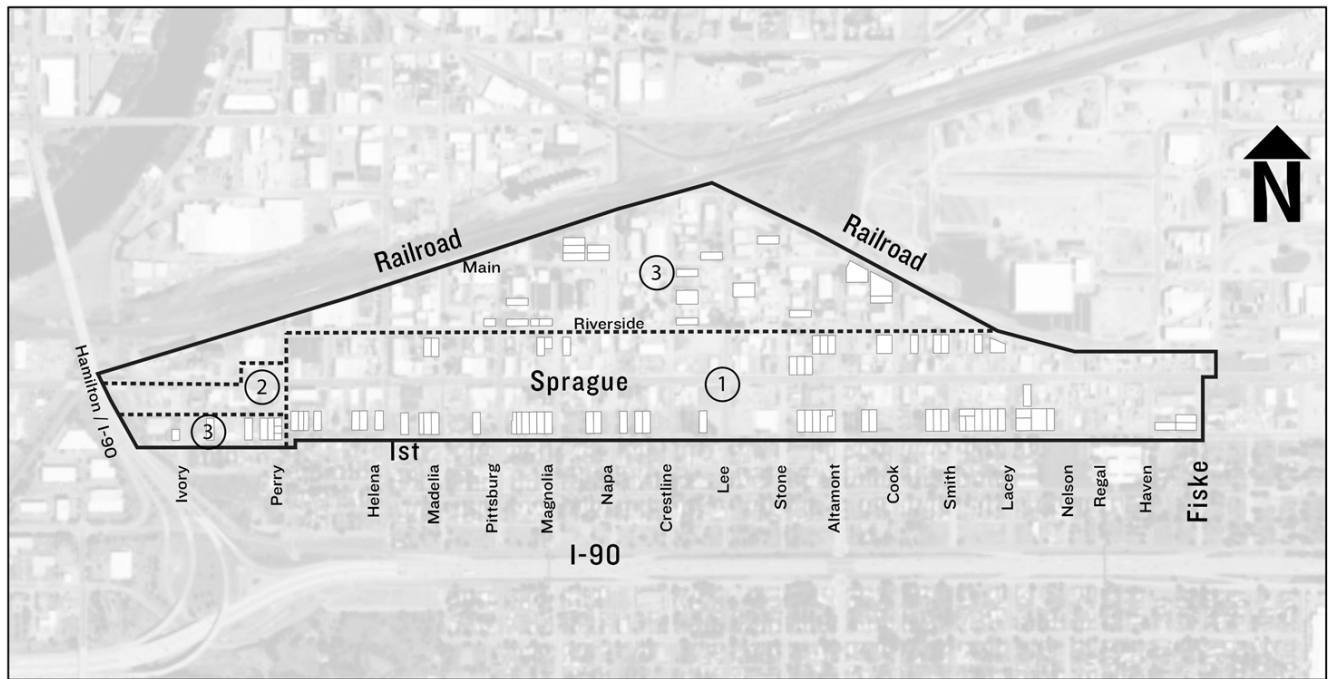 Railroad
Railroad
N
Main
3
Riverside
Hamilton / I-90
2
Sprague
1
3
1st
Ivory
Perry
Helena
Madelia
Pittsburg
Magnolia
Napa
Crestline
Lee
Stone
Altamont
Cook
Smith
Lacey
Nelson
Regal
Haven
Fiske
I-90